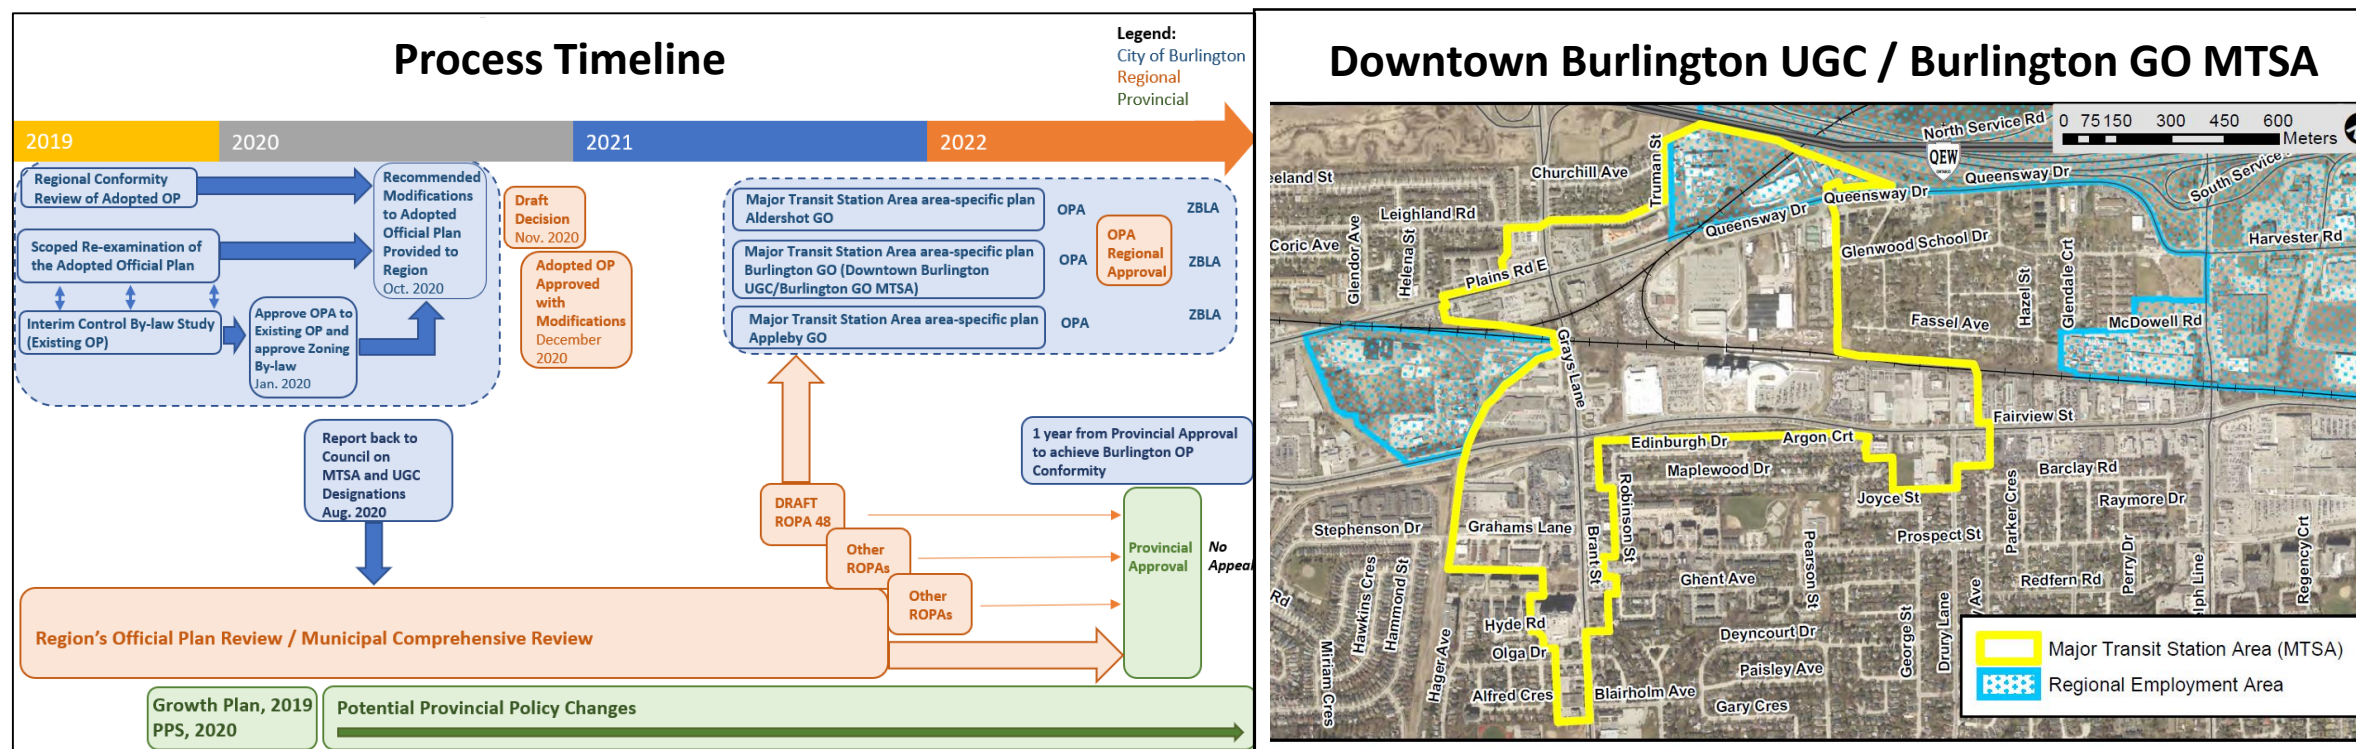 Process Timeline
Legend:
City of Burlington
Regional
Provincial
2019
2020
2021
2022
Regional Conformity
Review of Adopted OP
Scoped Re-examination of
the Adopted Official Plan
Interim Control By-law Study
(Existing OP)
Approve OPA to
Existing OP and
approve Zoning
By-law
Jan. 2020
Recommended
Modifications
to Adopted
Official Plan
Provided to
Region
Oct. 2020
Draft
Decision
Nov. 2020
Adopted OP
Approved
with
Modifications
December
2020
Major Transit Station Area area-specific plan
Aldershot GO
OPA
ZBLA
Major Transit Station Area area-specific plan
Burlington GO (Downtown Burlington
UGC/Burlington GO MTSA)
OPA
ZBLA
Major Transit Station Area area-specific plan
Appleby GO
OPA
ZBLA
OPA
Regional
Approval
Report back to
Council on
MTSA and UGC
Designations
Aug. 2020
1 year from Provincial Approval
to achieve Burlington OP
Conformity
DRAFT
ROPA 48
Other
ROPAs
Other
ROPAs
Provincial
Approval
No
Appeal
Region's Official Plan Review / Municipal Comprehensive Review
Growth Plan, 2019
PPS, 2020
Potential Provincial Policy Changes
Downtown Burlington UGC / Burlington GO MTSA
0 75 150 300 450 600
Meters
North Service Rd
QEW
South Service
Queensway Dr
Queensway Dr
Queensway Dr
Truman St
Churchill Ave
eeland St
Leighland Rd
Coric Ave
Glendor Ave
Helena St
Plains Rd E
Glenwood School Dr
Harvester Rd
Hazel St
Glendale Crt
Fassel Ave
McDowell Rd
Grays Lane
Fairview St
Edinburgh Dr
Argon Crt
Maplewood Dr
Barclay Rd
Joyce St
Raymore Dr
Robinson St
Stephenson Dr
Grahams Lane
Brant St
Pearson St
Prospect St
Parker Cres
Perry Dr
lph Line
Regency Crt
Hawkins Cres
Hammond St
Ghent Ave
Redfern Rd
y Ave
Rd
Hyde Rd
Deyncourt Dr
George St
Drury Lane
Miriam Cres
Hager Ave
Olga Dr
Paisley Ave
Alfred Cres
Blairholm Ave
Gary Cres
Major Transit Station Area (MTSA)
Regional Employment Area